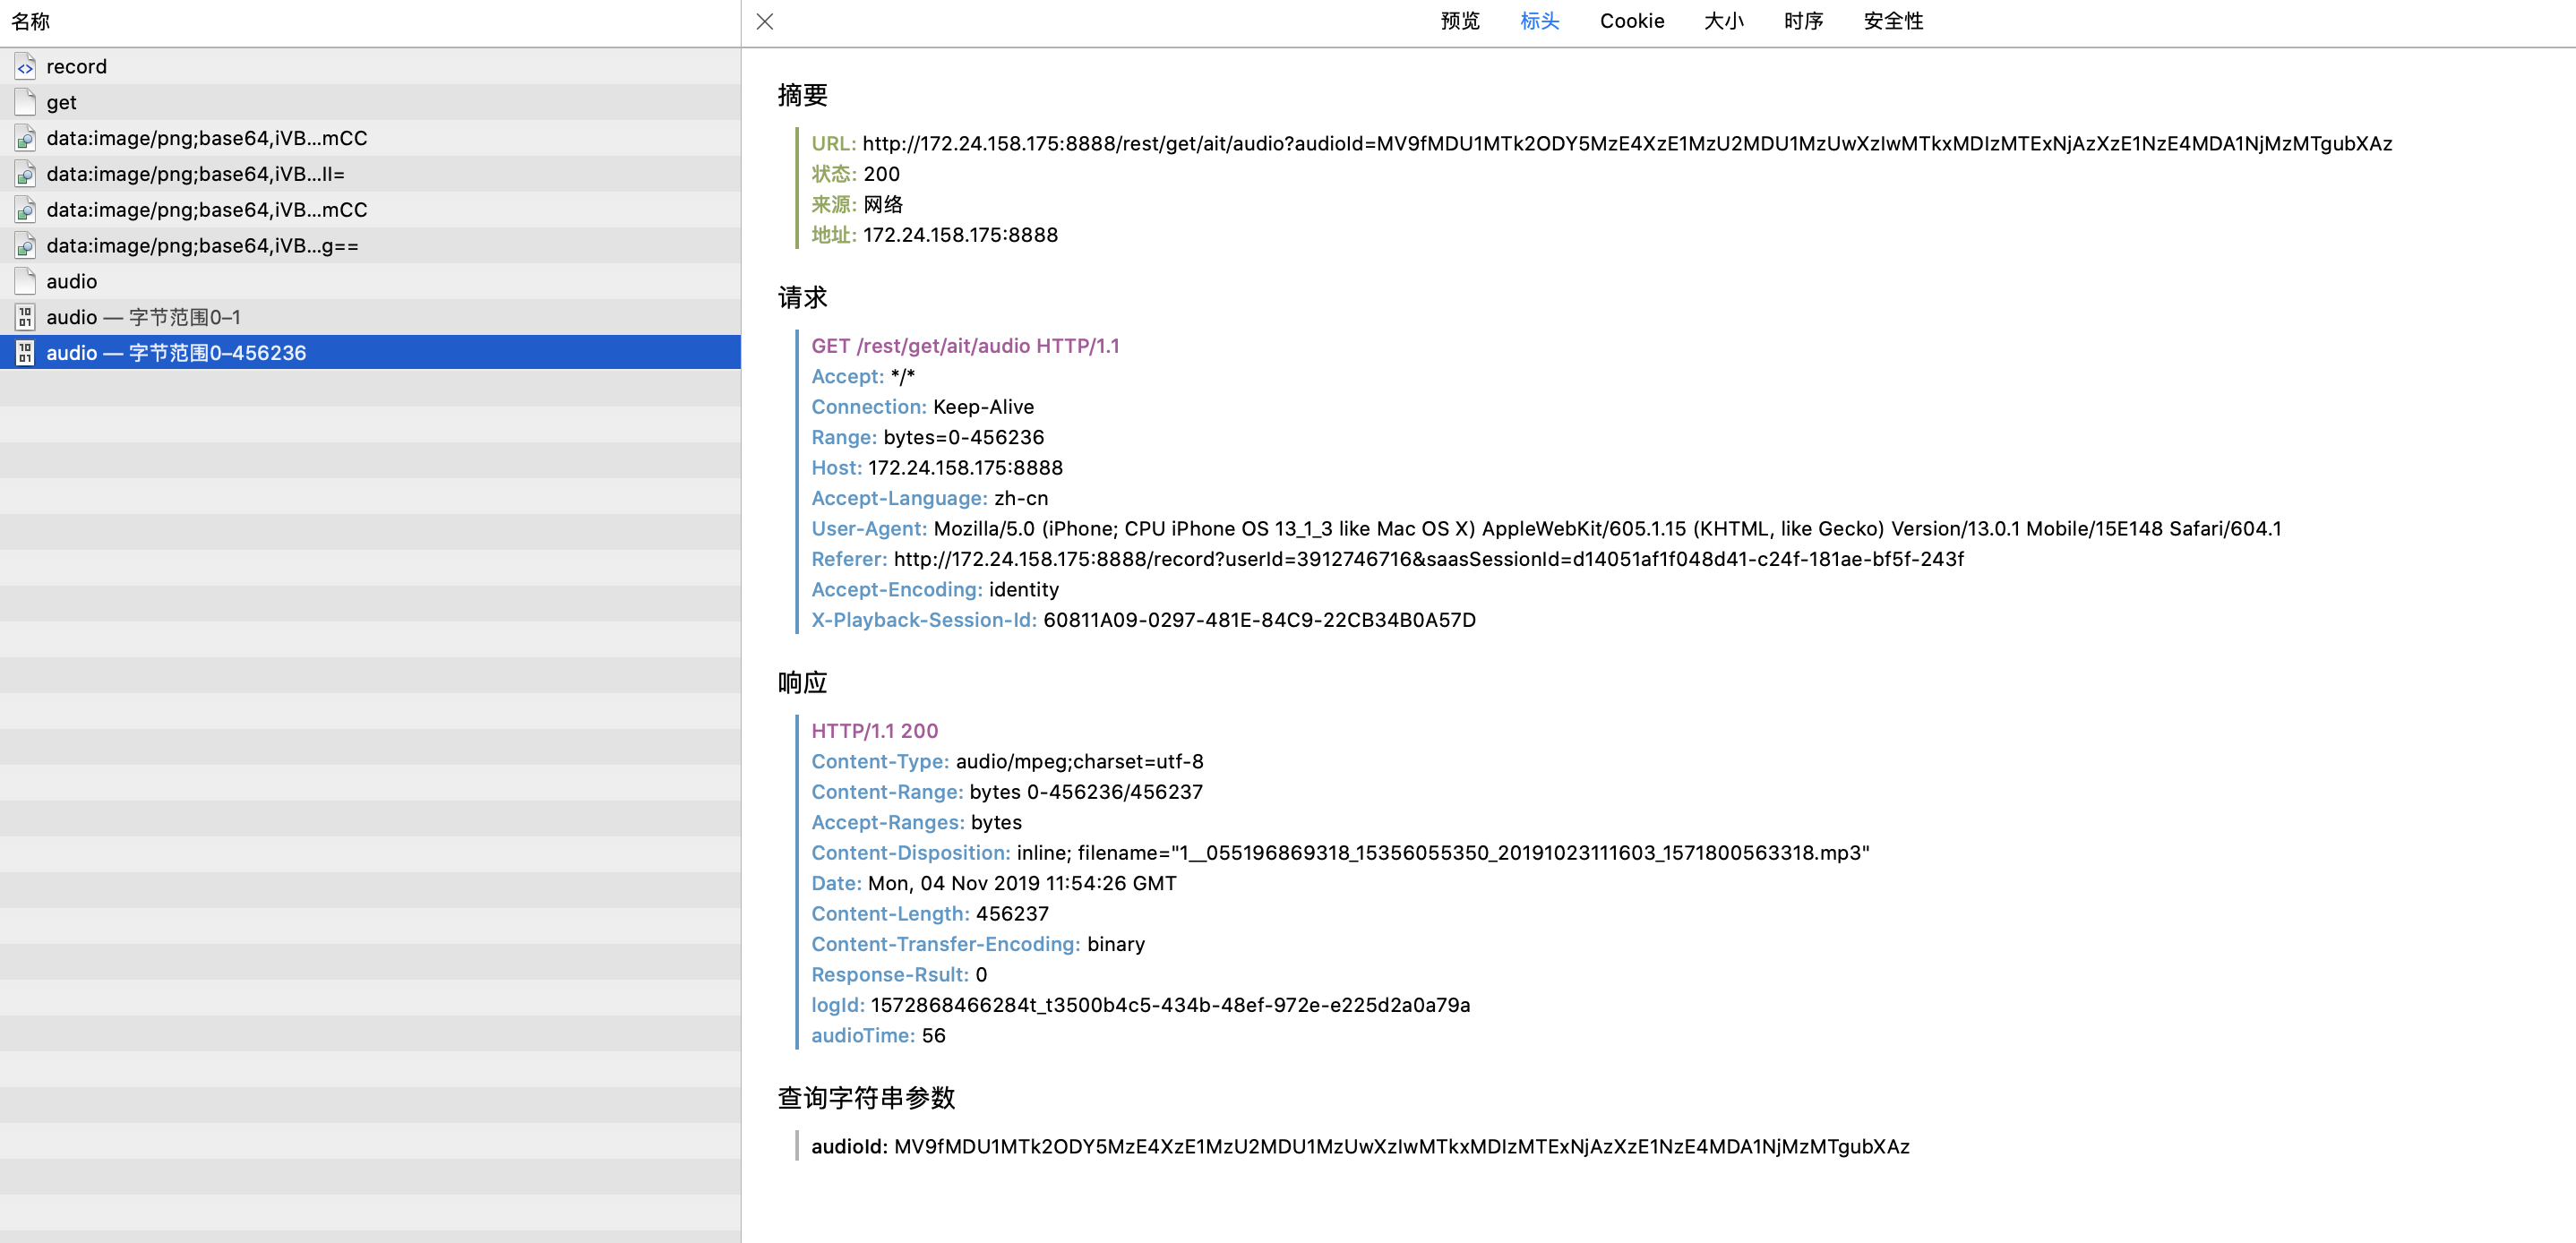 名称
record
get
data:image/png;base64,iVB...mCC
data:image/png;base64,iVB...II=
data:image/png;base64,iVB...mCC
data:image/png;base64,iVB...g==
audio
audio — 字节范围0–1
audio — 字节范围0–456236
预览 标头 Cookie 大小 时序 安全性
摘要
URL: http://172.24.158.175:8888/rest/get/ait/audio?audioId=MV9fMDU1MTk2ODY5MzE4XzE1MzU2MDU1MzUwXzIwMTkxMDIzMTExNjAzXzE1NzE4MDA1NjMzMTgubXAz
状态: 200
来源: 网络
地址: 172.24.158.175:8888
请求
GET /rest/get/ait/audio HTTP/1.1
Accept: */*
Connection: Keep-Alive
Range: bytes=0-456236
Host: 172.24.158.175:8888
Accept-Language: zh-cn
User-Agent: Mozilla/5.0 (iPhone; CPU iPhone OS 13_1_3 like Mac OS X) AppleWebKit/605.1.15 (KHTML, like Gecko) Version/13.0.1 Mobile/15E148 Safari/604.1
Referer: http://172.24.158.175:8888/record?userId=3912746716&saasSessionId=d14051af1f048d41-c24f-181ae-bf5f-243f
Accept-Encoding: identity
X-Playback-Session-Id: 60811A09-0297-481E-84C9-22CB34B0A57D
响应
HTTP/1.1 200
Content-Type: audio/mpeg;charset=utf-8
Content-Range: bytes 0-456236/456237
Accept-Ranges: bytes
Content-Disposition: inline; filename="1__055196869318_15356055350_20191023111603_1571800563318.mp3"
Date: Mon, 04 Nov 2019 11:54:26 GMT
Content-Length: 456237
Content-Transfer-Encoding: binary
Response-Rsult: 0
logId: 1572868466284t_t3500b4c5-434b-48ef-972e-e225d2a0a79a
audioTime: 56
查询字符串参数
audioId: MV9fMDU1MTk2ODY5MzE4XzE1MzU2MDU1MzUwXzIwMTkxMDIzMTExNjAzXzE1NzE4MDA1NjMzMTgubXAz